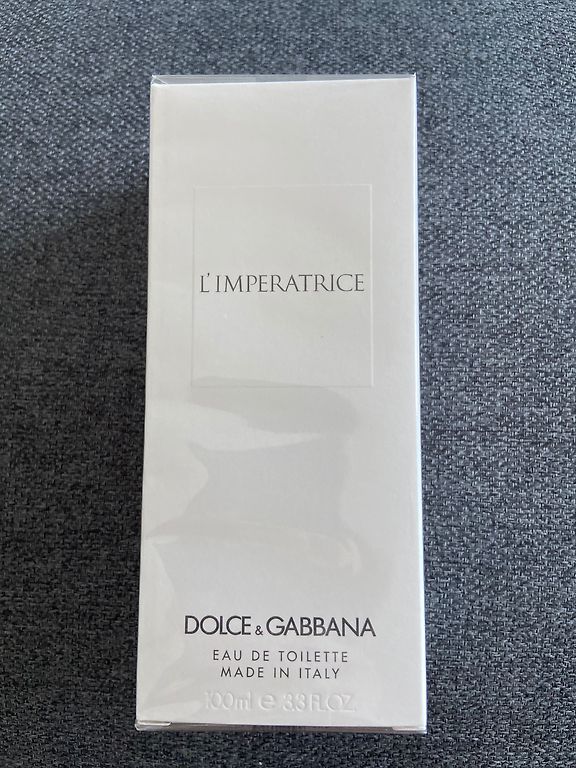 L'IMPERATRICE
DOLCE & GABBANA
EAU DE TOILETTE
MADE IN ITALY
100ml e 3.3 FL.OZ.